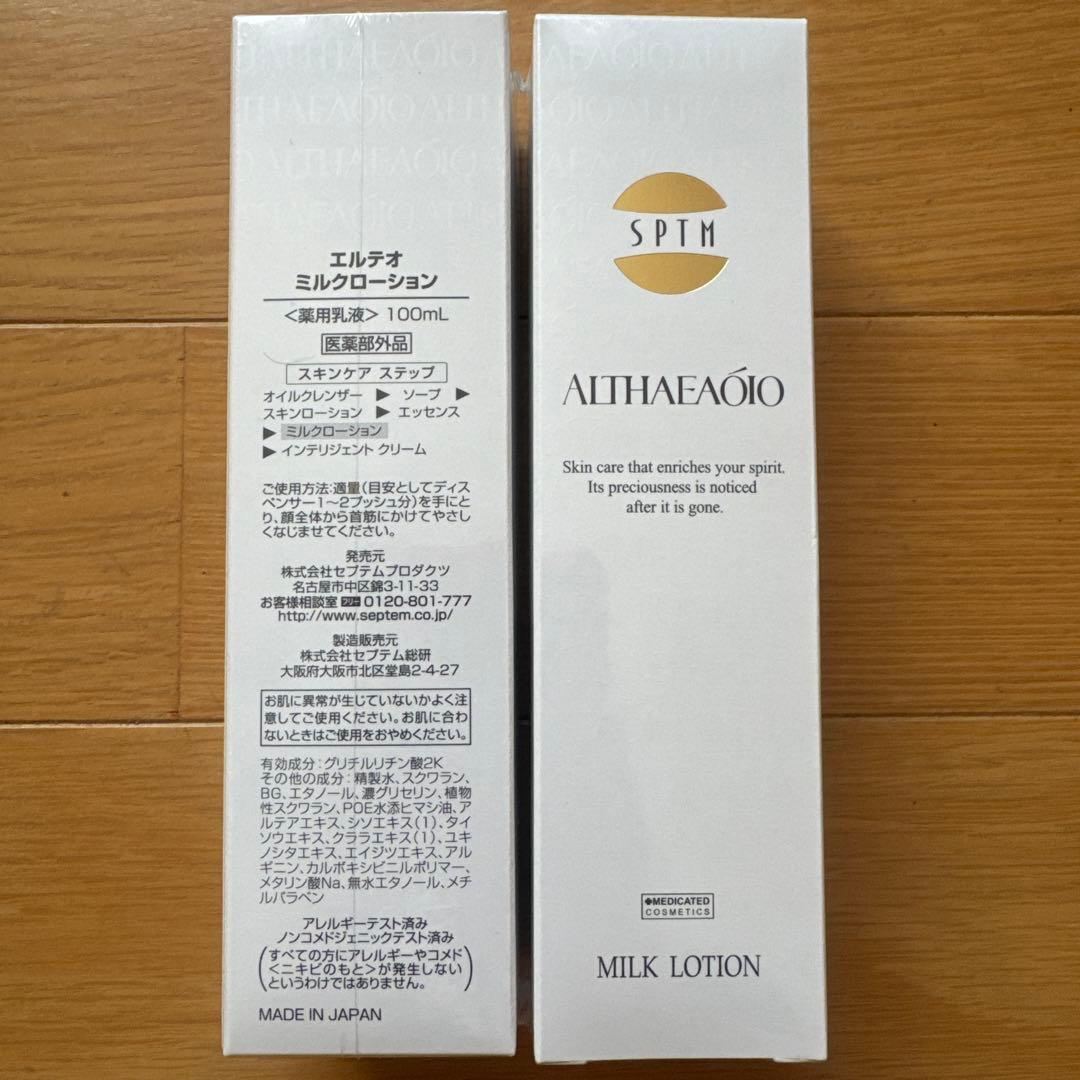 ALTHAEAÓIO ALTHAEAÓIO
ALTHAEAÓIO ALTHAEAÓIO
ALTHAEAÓIO
エルテオ
ミルクローション
<薬用乳液> 100mL
医薬部外品
スキンケア ステップ
オイルクレンザー ▶ ソープ ▶
スキンローション ▶ エッセンス
▶ ミルクローション
▶ インテリジェント クリーム
ご使用方法:適量(目安としてディス
ペンサー1〜2プッシュ分)を手にと
り、顔全体から首筋にかけてやさし
くなじませてください。
発売元
株式会社セプテムプロダクツ
名古屋市中区錦3-11-33
お客様相談室 フリー 0120-801-777
http://www.septem.co.jp/
製造販売元
株式会社セプテム総研
大阪府大阪市北区堂島2-4-27
お肌に異常が生じていないかよく注
意してご使用ください。お肌に合わ
ないときはご使用をおやめください。
有効成分:グリチルリチン酸2K
その他の成分:精製水、スクワラン、
BG、エタノール、濃グリセリン、植物
性スクワラン、POE水添ヒマシ油、ア
ルテアエキス、シソエキス(1)、タイ
ソウエキス、クララエキス(1)、ユキ
ノシタエキス、エイジツエキス、アル
ギニン、カルボキシビニルポリマー、
メタリン酸Na、無水エタノール、メチ
ルパラベン
アレルギーテスト済み
ノンコメドジェニックテスト済み
(すべての方にアレルギーやコメド
<ニキビのもと>が発生しない
というわけではありません。)
MADE IN JAPAN
SPTM
ALTHAEAÓIO
Skin care that enriches your spirit.
Its preciousness is noticed
after it is gone.
MEDICATED
COSMETICS
MILK LOTION